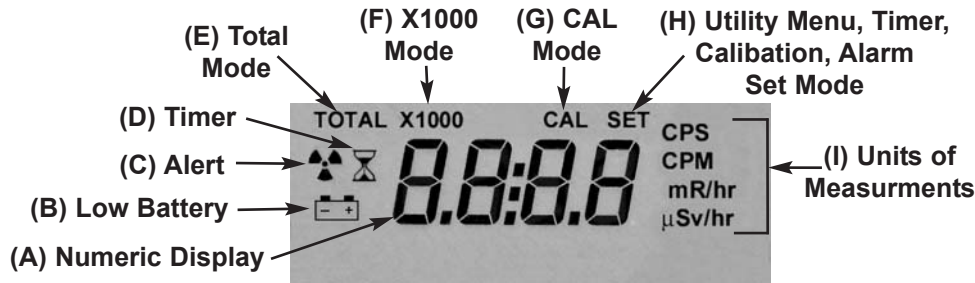 (E) Total
Mode
(F) X1000
Mode
(G) CAL
Mode
(H) Utility Menu, Timer,
Calibation, Alarm
Set Mode
(D) Timer
(C) Alert
(B) Low Battery
(A) Numeric Display
TOTAL X1000 CAL SET
8.8:8.8
CPS
CPM
mR/hr
µSv/hr
(I) Units of
Measurments